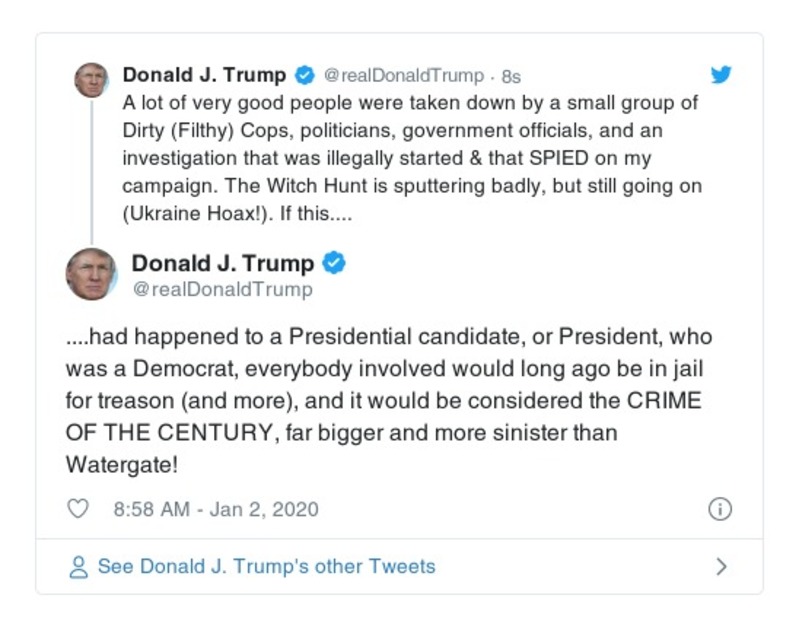 Donald J. Trump @realDonaldTrump · 8s
A lot of very good people were taken down by a small group of
Dirty (Filthy) Cops, politicians, government officials, and an
investigation that was illegally started & that SPIED on my
campaign. The Witch Hunt is sputtering badly, but still going on
(Ukraine Hoax!). If this....
Donald J. Trump
@realDonaldTrump
....had happened to a Presidential candidate, or President, who
was a Democrat, everybody involved would long ago be in jail
for treason (and more), and it would be considered the CRIME
OF THE CENTURY, far bigger and more sinister than
Watergate!
8:58 AM - Jan 2, 2020
See Donald J. Trump's other Tweets